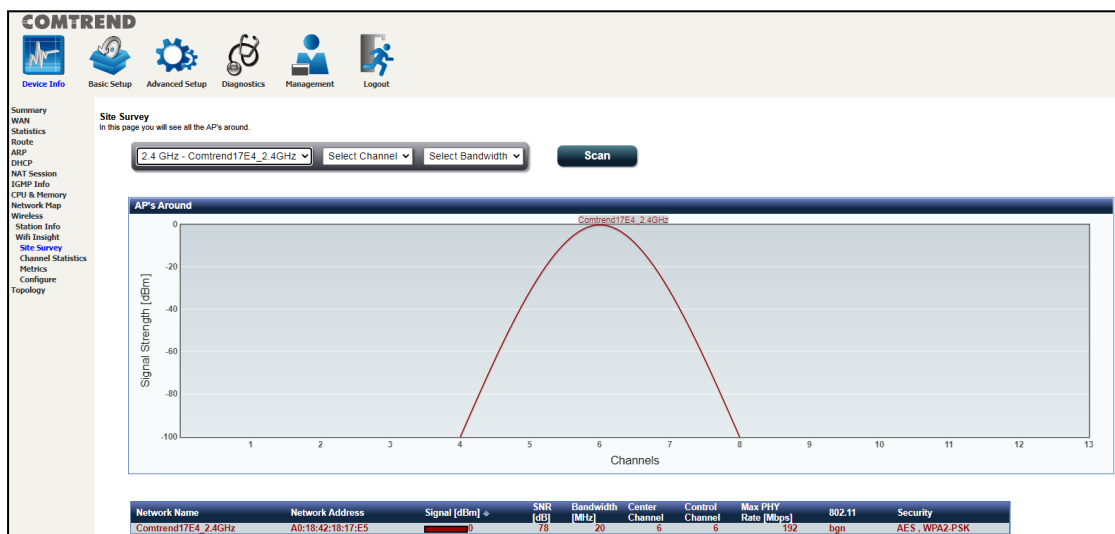 COMTREND
Device Info Basic Setup Advanced Setup Diagnostics Management Logout
Summary
WAN
Statistics
Route
ARP
DHCP
NAT Session
IGMP Info
CPU & Memory
Network Map
Wireless
Station Info
Wifi Insight
Site Survey
Channel Statistics
Metrics
Configure
Topology
Site Survey
In this page you will see all the AP's around.
2.4 GHz - Comtrend17E4_2.4GHz Select Channel Select Bandwidth Scan
AP's Around
Comtrend17E4_2.4GHz
Signal Strength [dBm]
0
-20
-40
-60
-80
-100
1 2 3 4 5 6 7 8 9 10 11 12 13
Channels
Network Name Network Address Signal [dBm] SNR [dB] Bandwidth [MHz] Center Channel Control Channel Max PHY Rate [Mbps] 802.11 Security
Comtrend17E4_2.4GHz A0:18:42:18:17:E5 0 78 20 6 6 192 bgn AES , WPA2-PSK